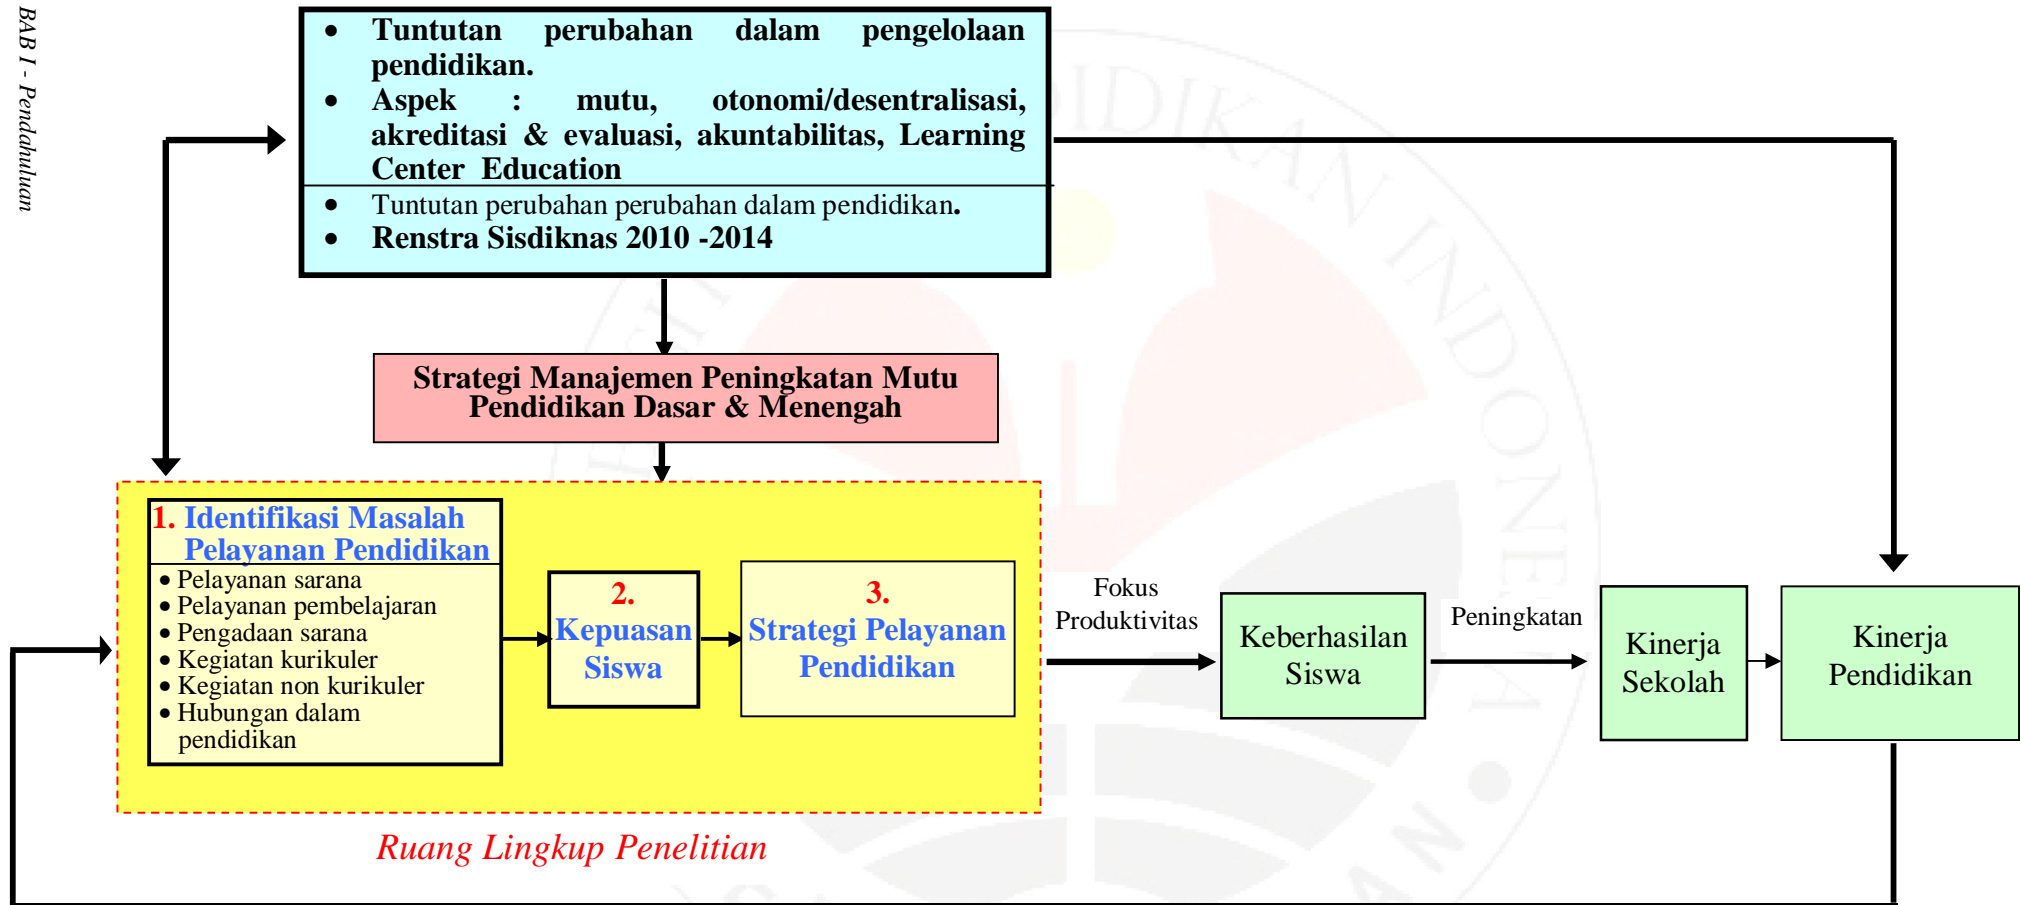 BAB I - Pendahuluan
• Tuntutan perubahan dalam pengelolaan
pendidikan.
• Aspek : mutu, otonomi/desentralisasi,
akreditasi & evaluasi, akuntabilitas, Learning
Center Education
• Tuntutan perubahan perubahan dalam pendidikan.
• Renstra Sisdiknas 2010 -2014
Strategi Manajemen Peningkatan Mutu
Pendidikan Dasar & Menengah
1. Identifikasi Masalah
Pelayanan Pendidikan
• Pelayanan sarana
• Pelayanan pembelajaran
• Pengadaan sarana
• Kegiatan kurikuler
• Kegiatan non kurikuler
• Hubungan dalam
pendidikan
2.
Kepuasan
Siswa
3.
Strategi Pelayanan
Pendidikan
Fokus
Produktivitas
Keberhasilan
Siswa
Peningkatan
Kinerja
Sekolah
Kinerja
Pendidikan
Ruang Lingkup Penelitian